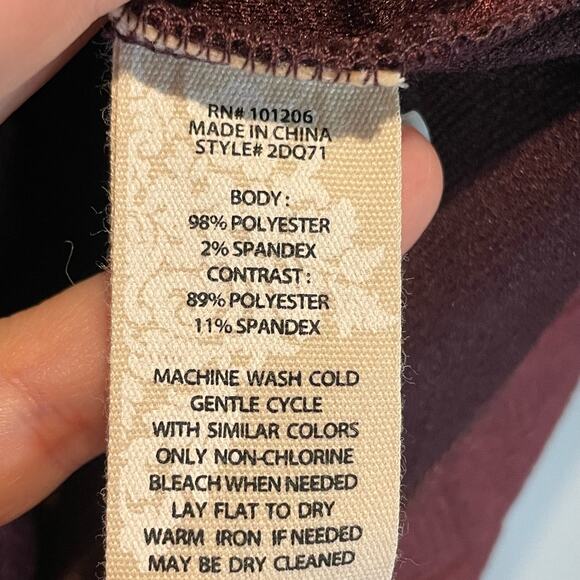 RN# 101206
MADE IN CHINA
STYLE# 2DQ71
BODY :
98% POLYESTER
2% SPANDEX
CONTRAST :
89% POLYESTER
11% SPANDEX
MACHINE WASH COLD
GENTLE CYCLE
WITH SIMILAR COLORS
ONLY NON-CHLORINE
BLEACH WHEN NEEDED
LAY FLAT TO DRY
WARM IRON IF NEEDED
MAY BE DRY CLEANED